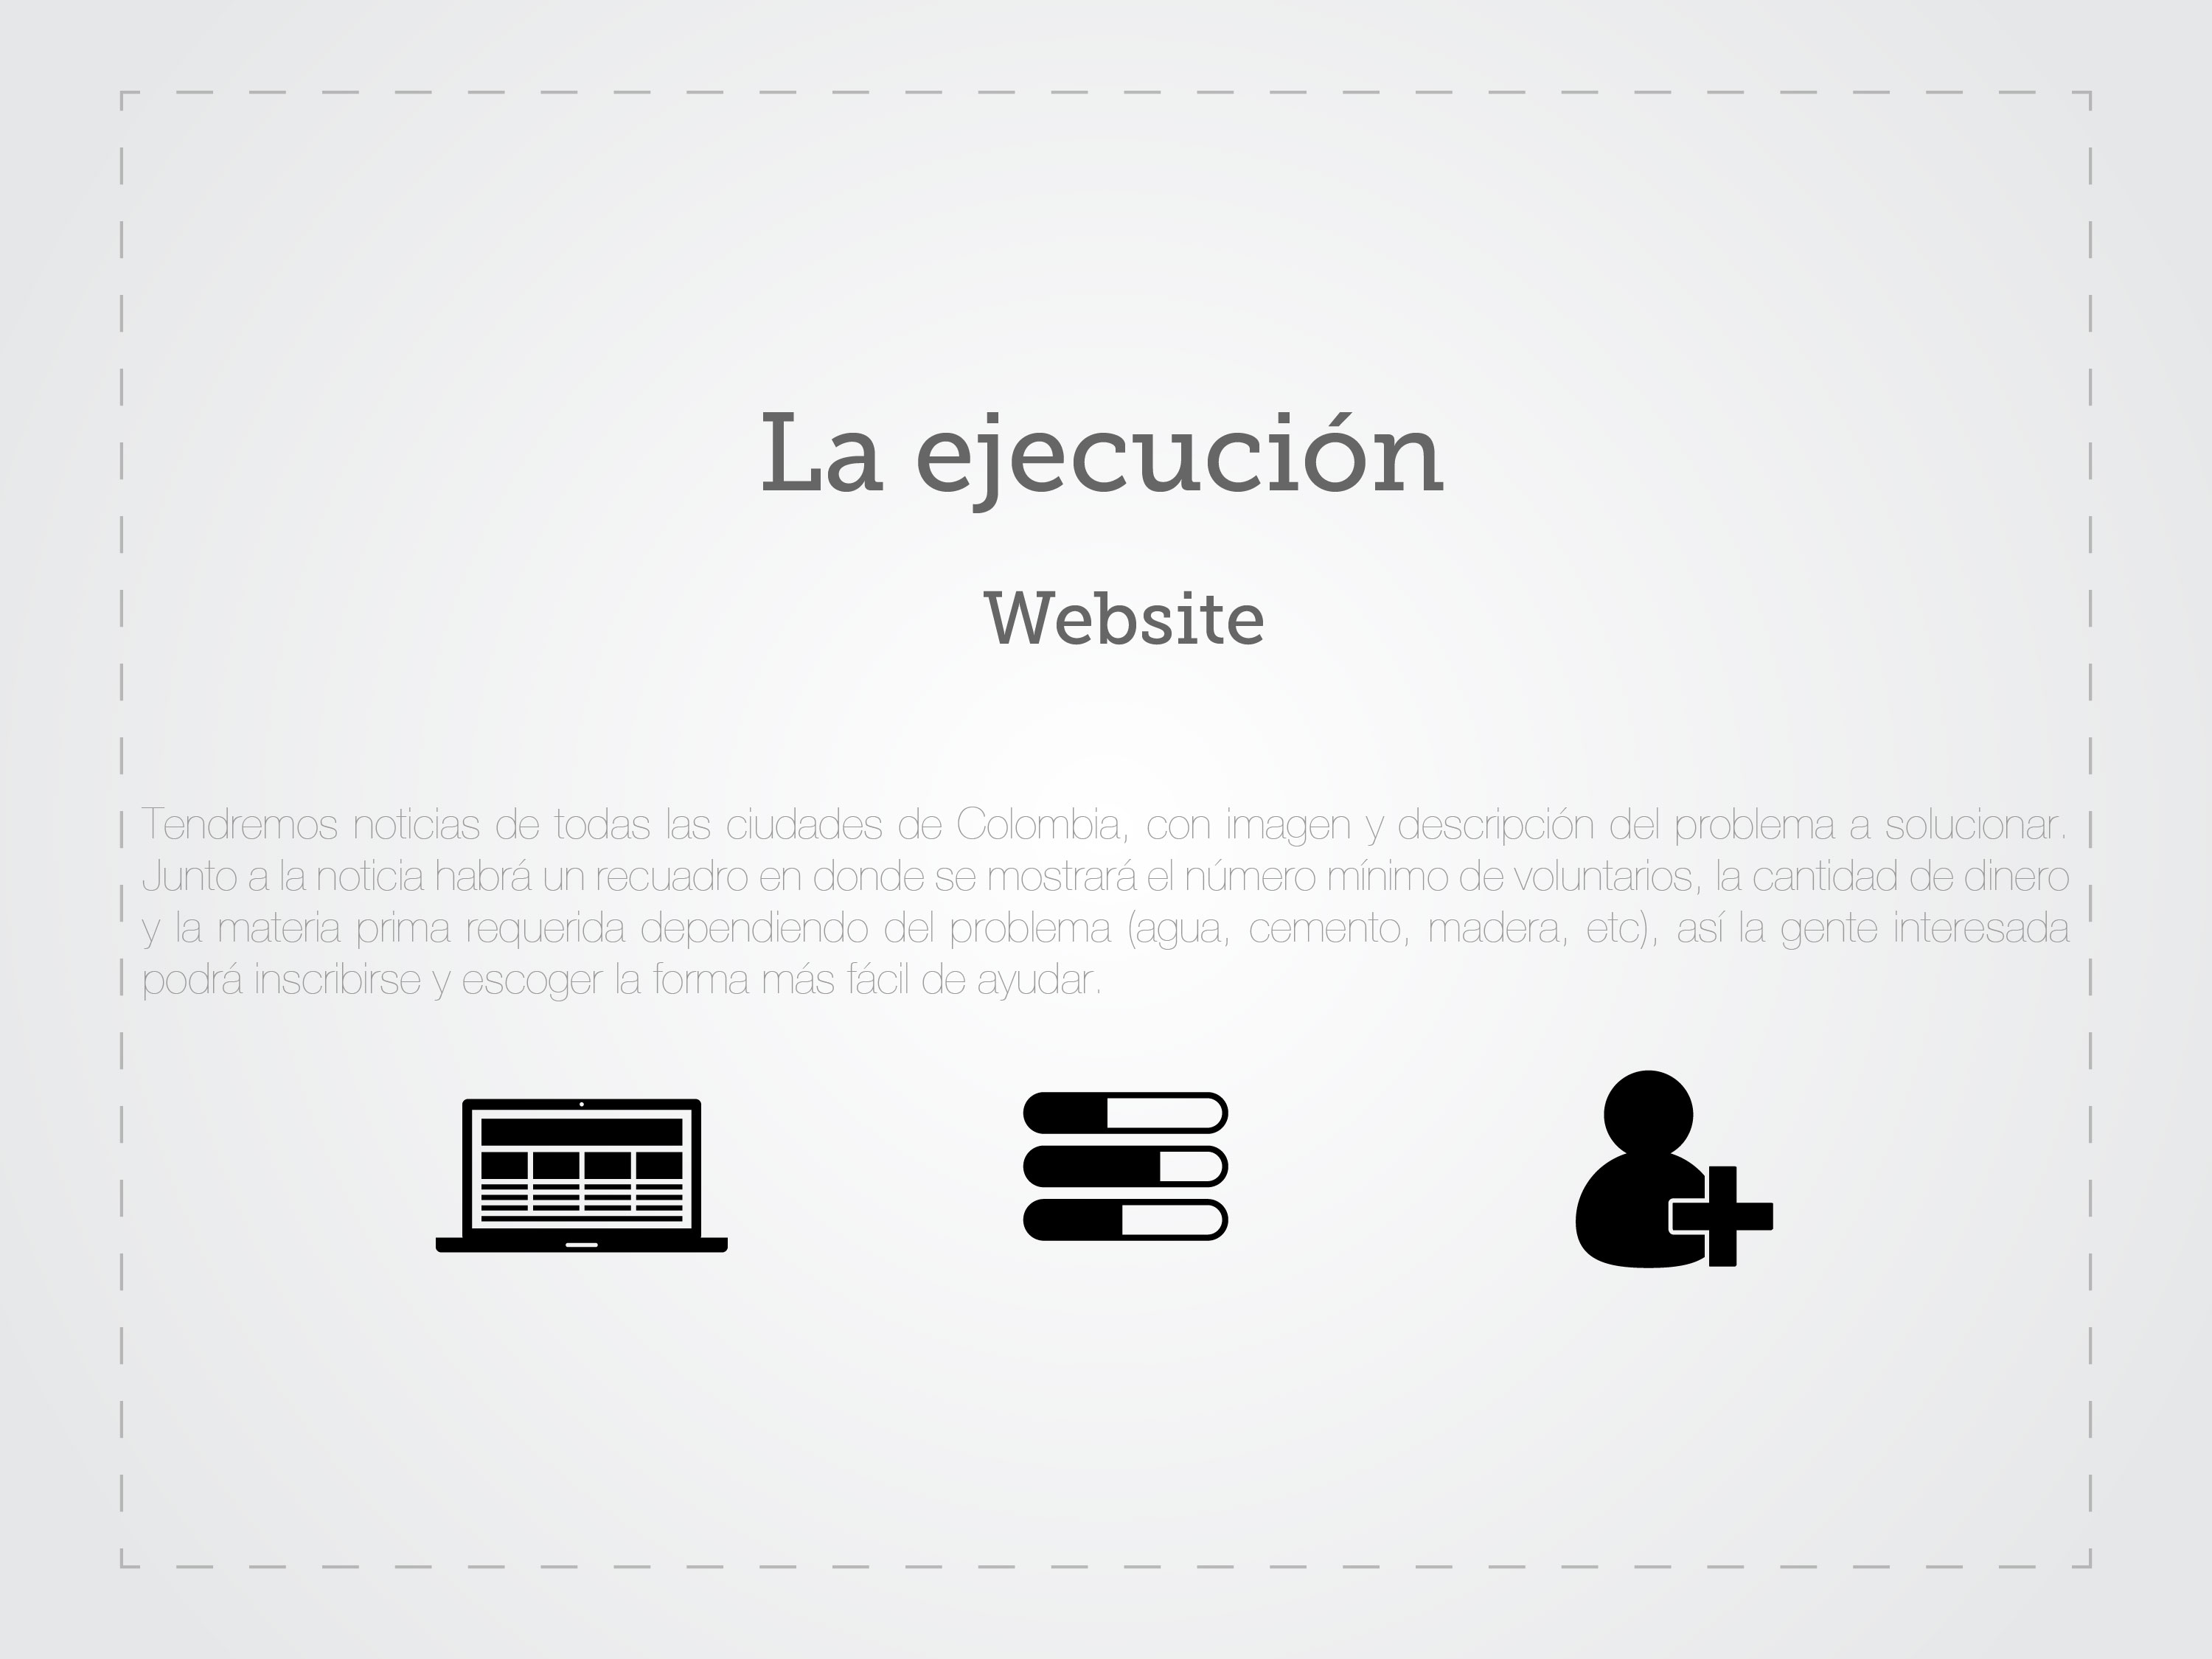 La ejecución
Website
Tendremos noticias de todas las ciudades de Colombia, con imagen y descripción del problema a solucionar.
Junto a la noticia habrá un recuadro en donde se mostrará el número mínimo de voluntarios, la cantidad de dinero
y la materia prima requerida dependiendo del problema (agua, cemento, madera, etc), así la gente interesada
podrá inscribirse y escoger la forma más fácil de ayudar.